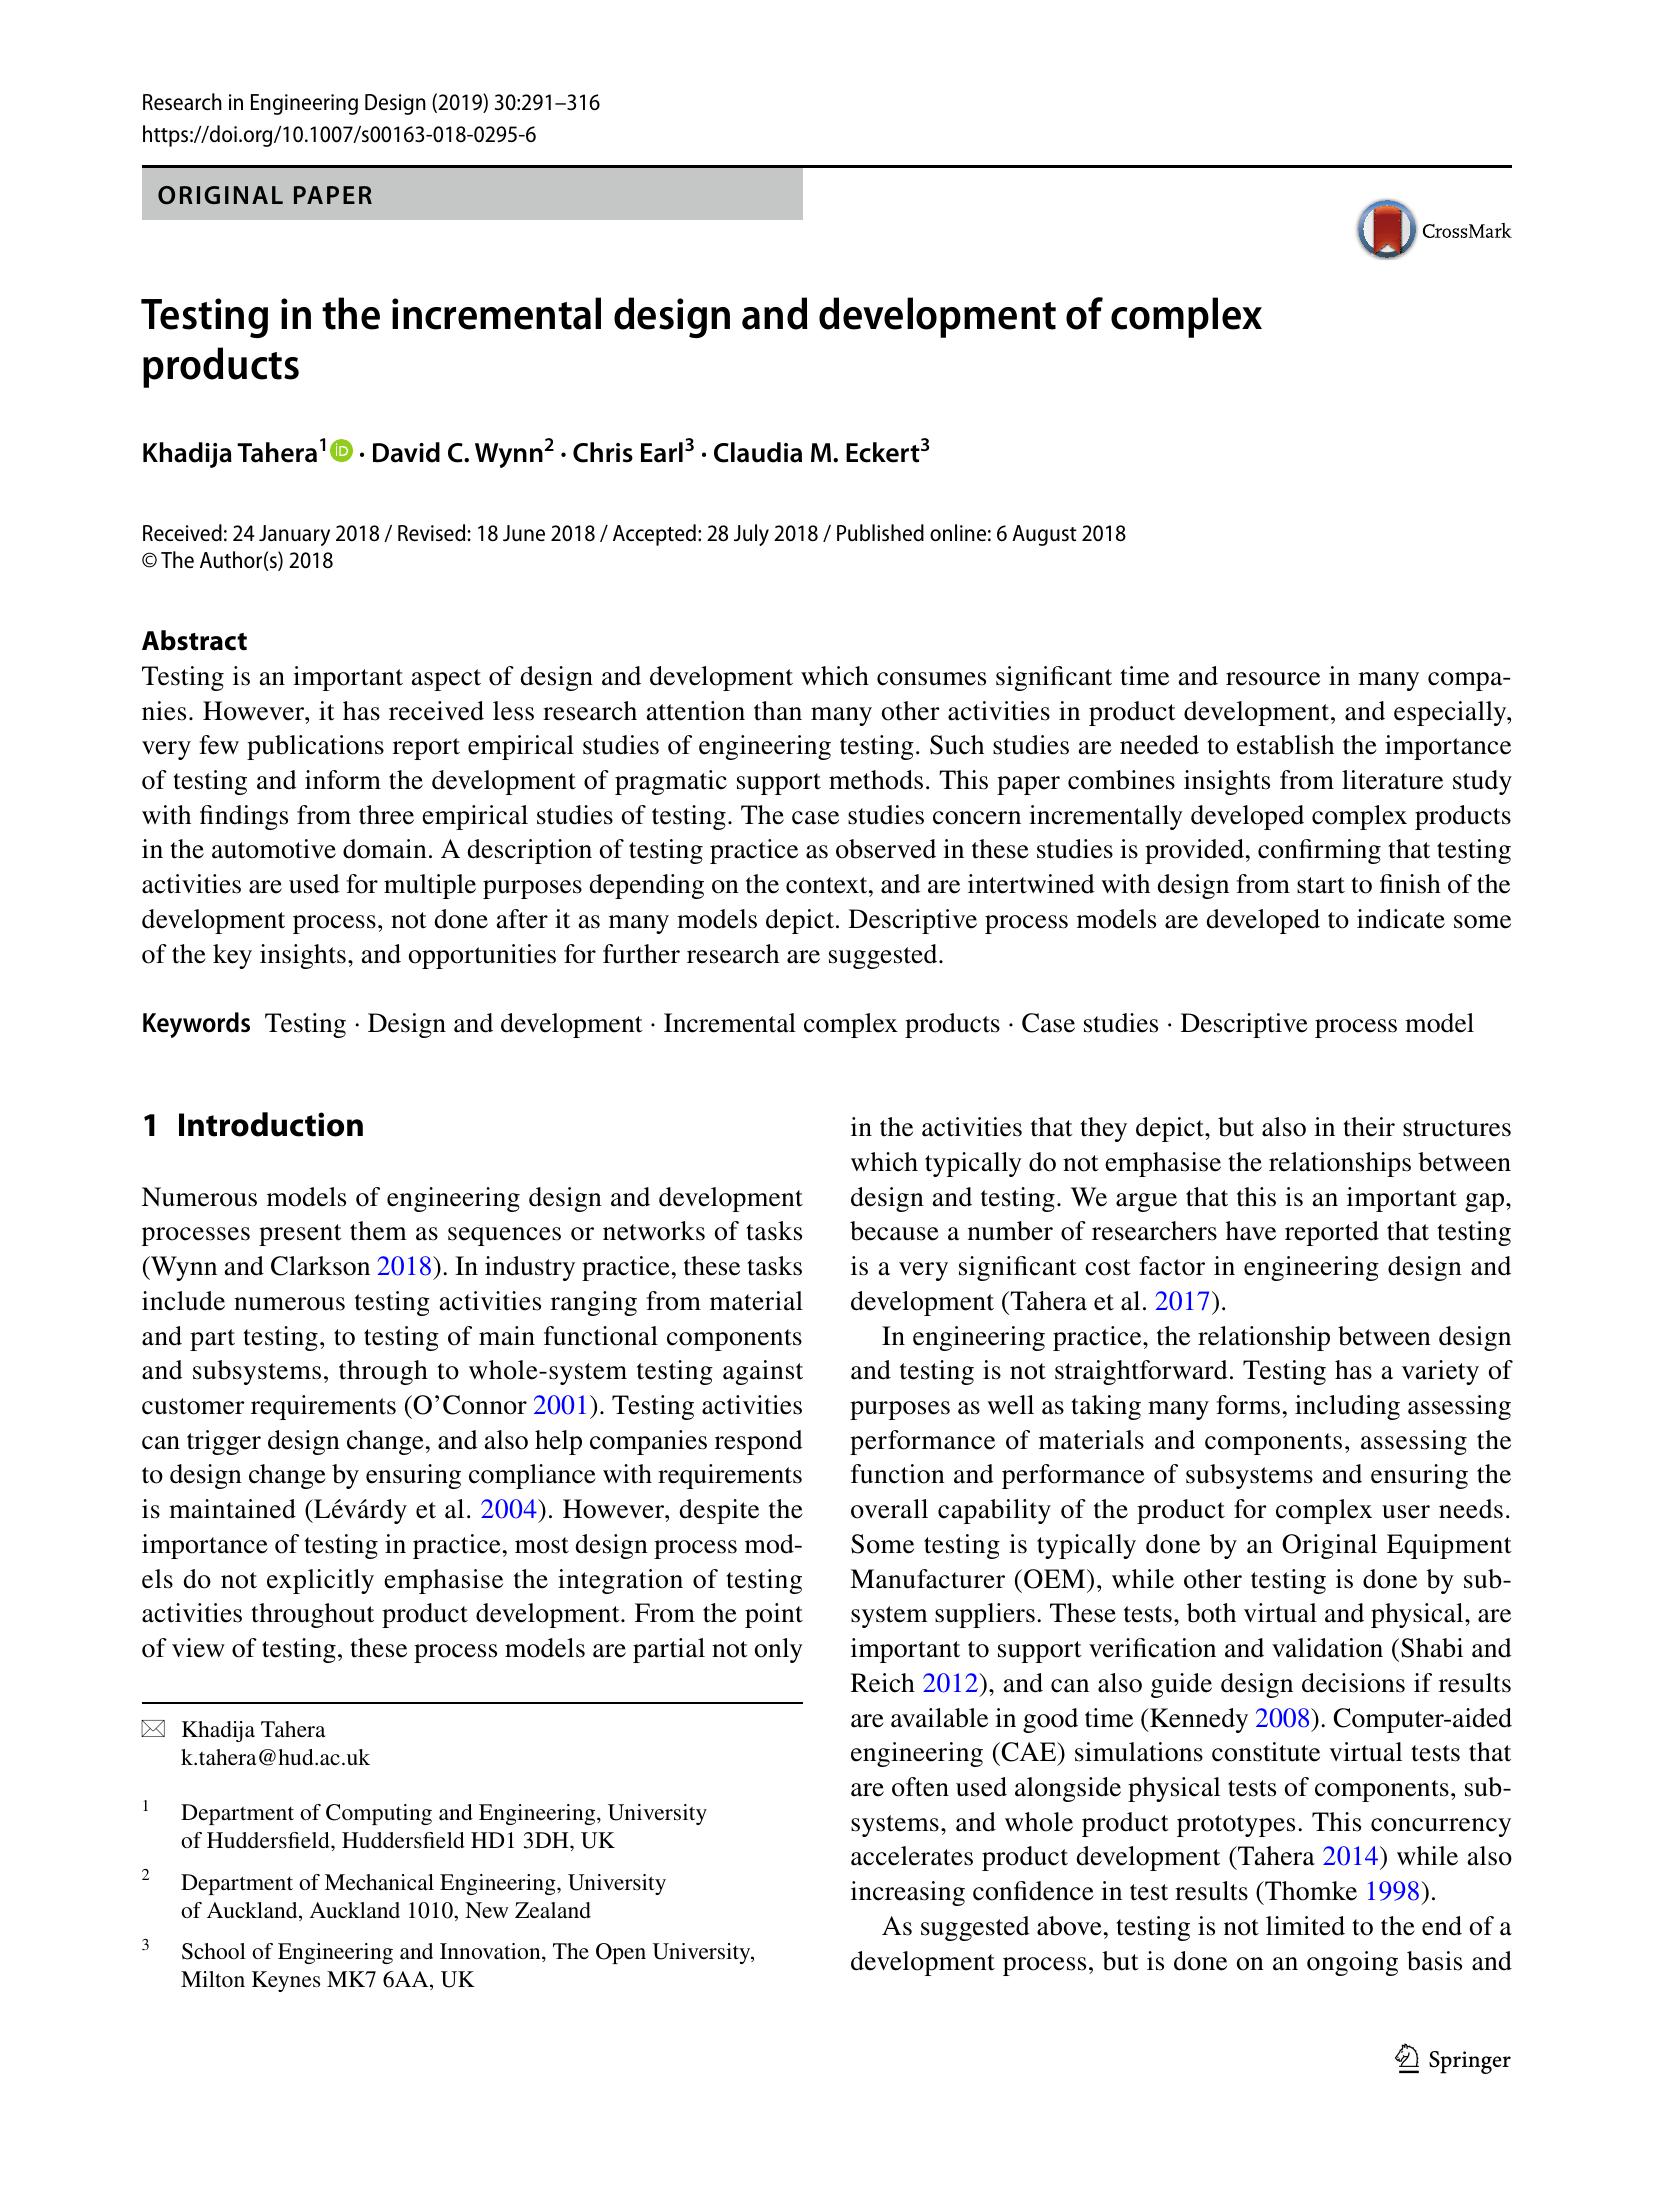 Research in Engineering Design (2019) 30:291–316
https://doi.org/10.1007/s00163-018-0295-6
ORIGINAL PAPER
CrossMark
Testing in the incremental design and development of complex
products
Khadija Tahera1 iD · David C. Wynn2 · Chris Earl3 · Claudia M. Eckert3
Received: 24 January 2018 / Revised: 18 June 2018 / Accepted: 28 July 2018 / Published online: 6 August 2018
© The Author(s) 2018
Abstract
Testing is an important aspect of design and development which consumes significant time and resource in many compa-
nies. However, it has received less research attention than many other activities in product development, and especially,
very few publications report empirical studies of engineering testing. Such studies are needed to establish the importance
of testing and inform the development of pragmatic support methods. This paper combines insights from literature study
with findings from three empirical studies of testing. The case studies concern incrementally developed complex products
in the automotive domain. A description of testing practice as observed in these studies is provided, confirming that testing
activities are used for multiple purposes depending on the context, and are intertwined with design from start to finish of the
development process, not done after it as many models depict. Descriptive process models are developed to indicate some
of the key insights, and opportunities for further research are suggested.
Keywords Testing · Design and development · Incremental complex products · Case studies · Descriptive process model
1 Introduction
Numerous models of engineering design and development
processes present them as sequences or networks of tasks
(Wynn and Clarkson 2018). In industry practice, these tasks
include numerous testing activities ranging from material
and part testing, to testing of main functional components
and subsystems, through to whole-system testing against
customer requirements (O’Connor 2001). Testing activities
can trigger design change, and also help companies respond
to design change by ensuring compliance with requirements
is maintained (Lévárdy et al. 2004). However, despite the
importance of testing in practice, most design process mod-
els do not explicitly emphasise the integration of testing
activities throughout product development. From the point
of view of testing, these process models are partial not only
Khadija Tahera
k.tahera@hud.ac.uk
1 Department of Computing and Engineering, University
of Huddersfield, Huddersfield HD1 3DH, UK
2 Department of Mechanical Engineering, University
of Auckland, Auckland 1010, New Zealand
3 School of Engineering and Innovation, The Open University,
Milton Keynes MK7 6AA, UK
in the activities that they depict, but also in their structures
which typically do not emphasise the relationships between
design and testing. We argue that this is an important gap,
because a number of researchers have reported that testing
is a very significant cost factor in engineering design and
development (Tahera et al. 2017).
In engineering practice, the relationship between design
and testing is not straightforward. Testing has a variety of
purposes as well as taking many forms, including assessing
performance of materials and components, assessing the
function and performance of subsystems and ensuring the
overall capability of the product for complex user needs.
Some testing is typically done by an Original Equipment
Manufacturer (OEM), while other testing is done by sub-
system suppliers. These tests, both virtual and physical, are
important to support verification and validation (Shabi and
Reich 2012), and can also guide design decisions if results
are available in good time (Kennedy 2008). Computer-aided
engineering (CAE) simulations constitute virtual tests that
are often used alongside physical tests of components, sub-
systems, and whole product prototypes. This concurrency
accelerates product development (Tahera 2014) while also
increasing confidence in test results (Thomke 1998).
As suggested above, testing is not limited to the end of a
development process, but is done on an ongoing basis and
Springer